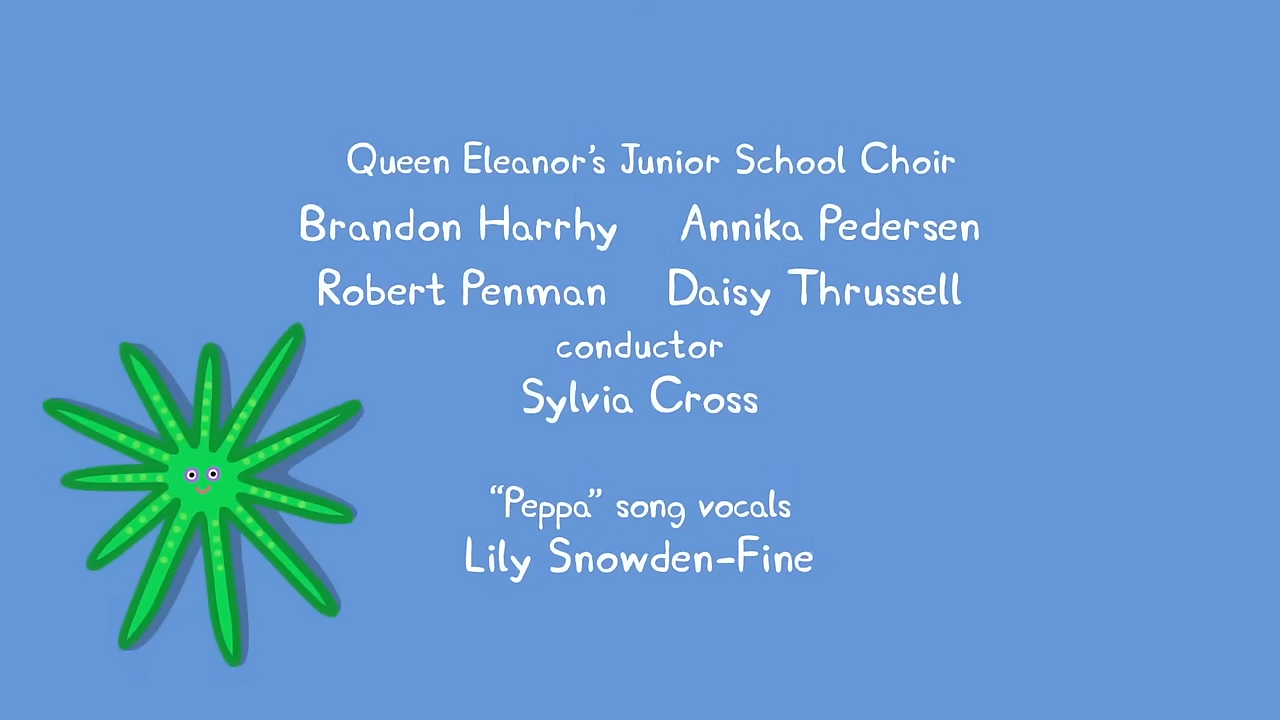 Queen Eleanor's Junior School Choir
Brandon Harrhy Annika Pedersen
Robert Penman Daisy Thrussell
conductor
Sylvia Cross
“Peppa” song vocals
Lily Snowden-Fine